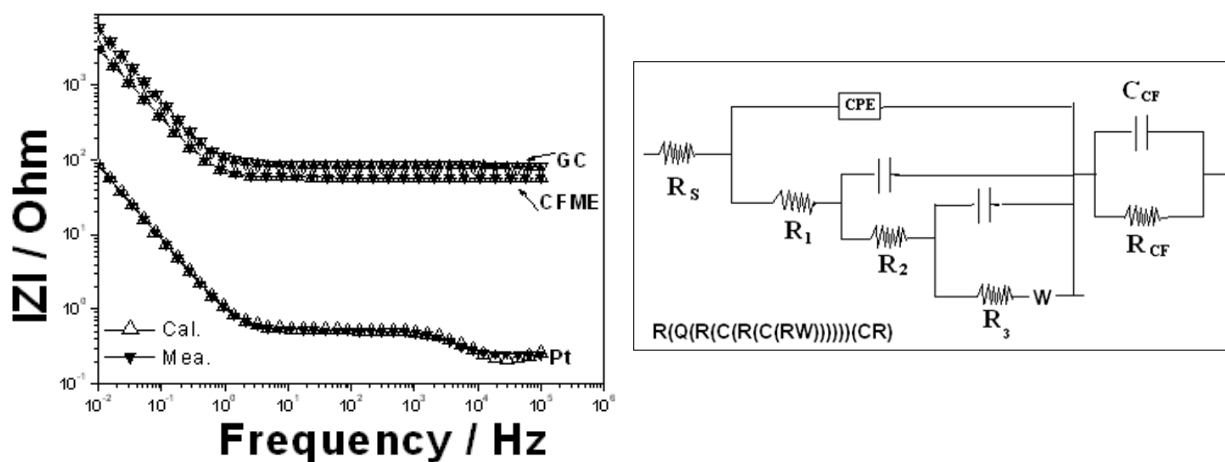 IZI / Ohm
10³
10²
10¹
10⁰
10⁻¹
GC
CFME
Cal.
Mea.
Pt
10⁻² 10⁻¹ 10⁰ 10¹ 10² 10³ 10⁴ 10⁵ 10⁶
Frequency / Hz
CPE
C CF
R S
R 1
R 2
R CF
W
R 3
R(Q(R(C(R(C(RW))))))(CR)